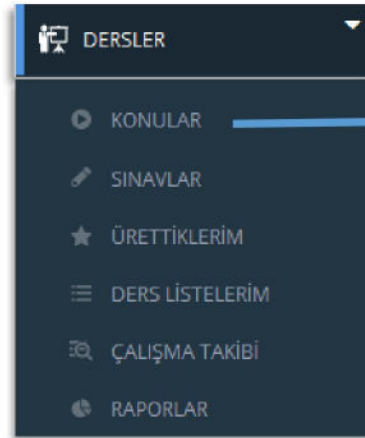 DERSLER
KONULAR
SINAVLAR
ÜRETTİKLERİM
DERS LİSTELERİM
ÇALIŞMA TAKİBİ
RAPORLAR